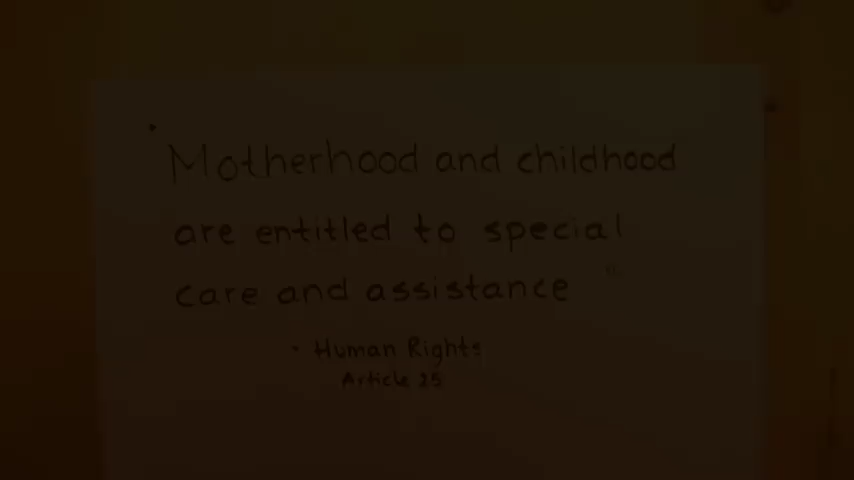 Motherhood and childhood
are entitled to special
care and assistance "
- Human Rights
Article 25